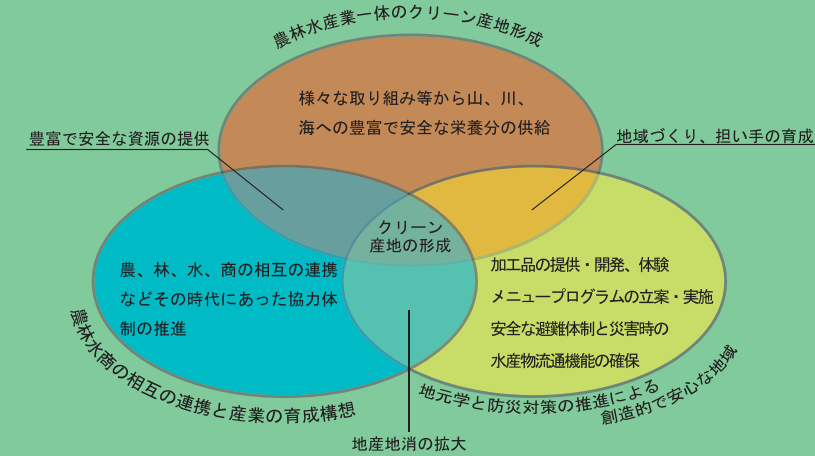 農林水産業一体のクリーン産地形成
様々な取り組み等から山、川、
海への豊富で安全な栄養分の供給
豊富で安全な資源の提供
地域づくり、担い手の育成
クリーン
産地の形成
農、林、水、商の相互の連携
などその時代にあった協力体
制の推進
加工品の提供・開発、体験
メニュープログラムの立案・実施
安全な避難体制と災害時の
水産物流通機能の確保
農林水商の相互の連携と産業の育成構想
地元学と防災対策の推進による
創造的で安心な地域
地産地消の拡大